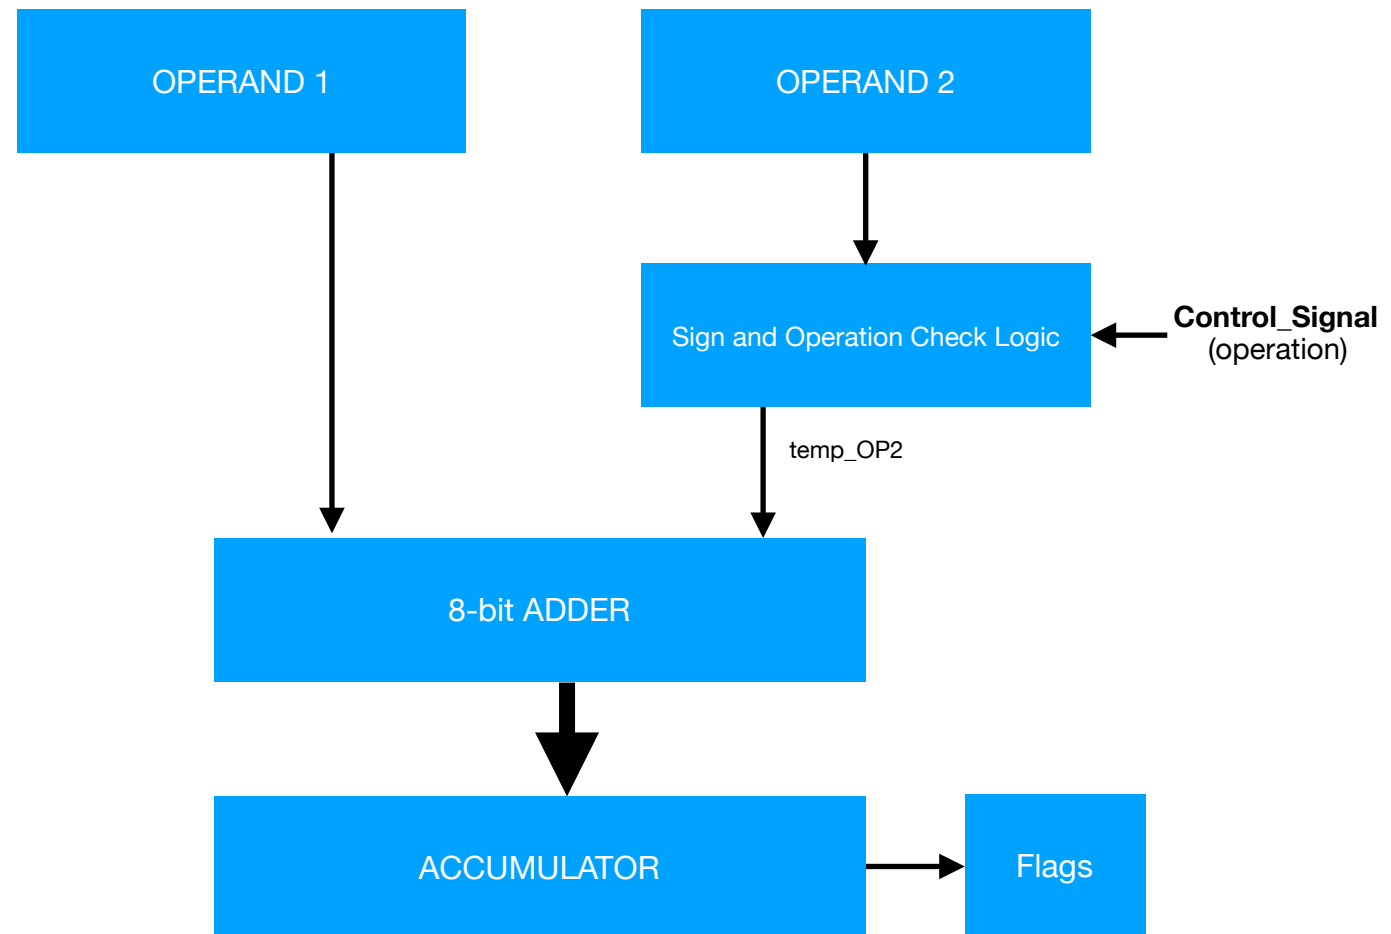 OPERAND 1
OPERAND 2
Sign and Operation Check Logic
Control_Signal
(operation)
temp_OP2
8-bit ADDER
ACCUMULATOR
Flags